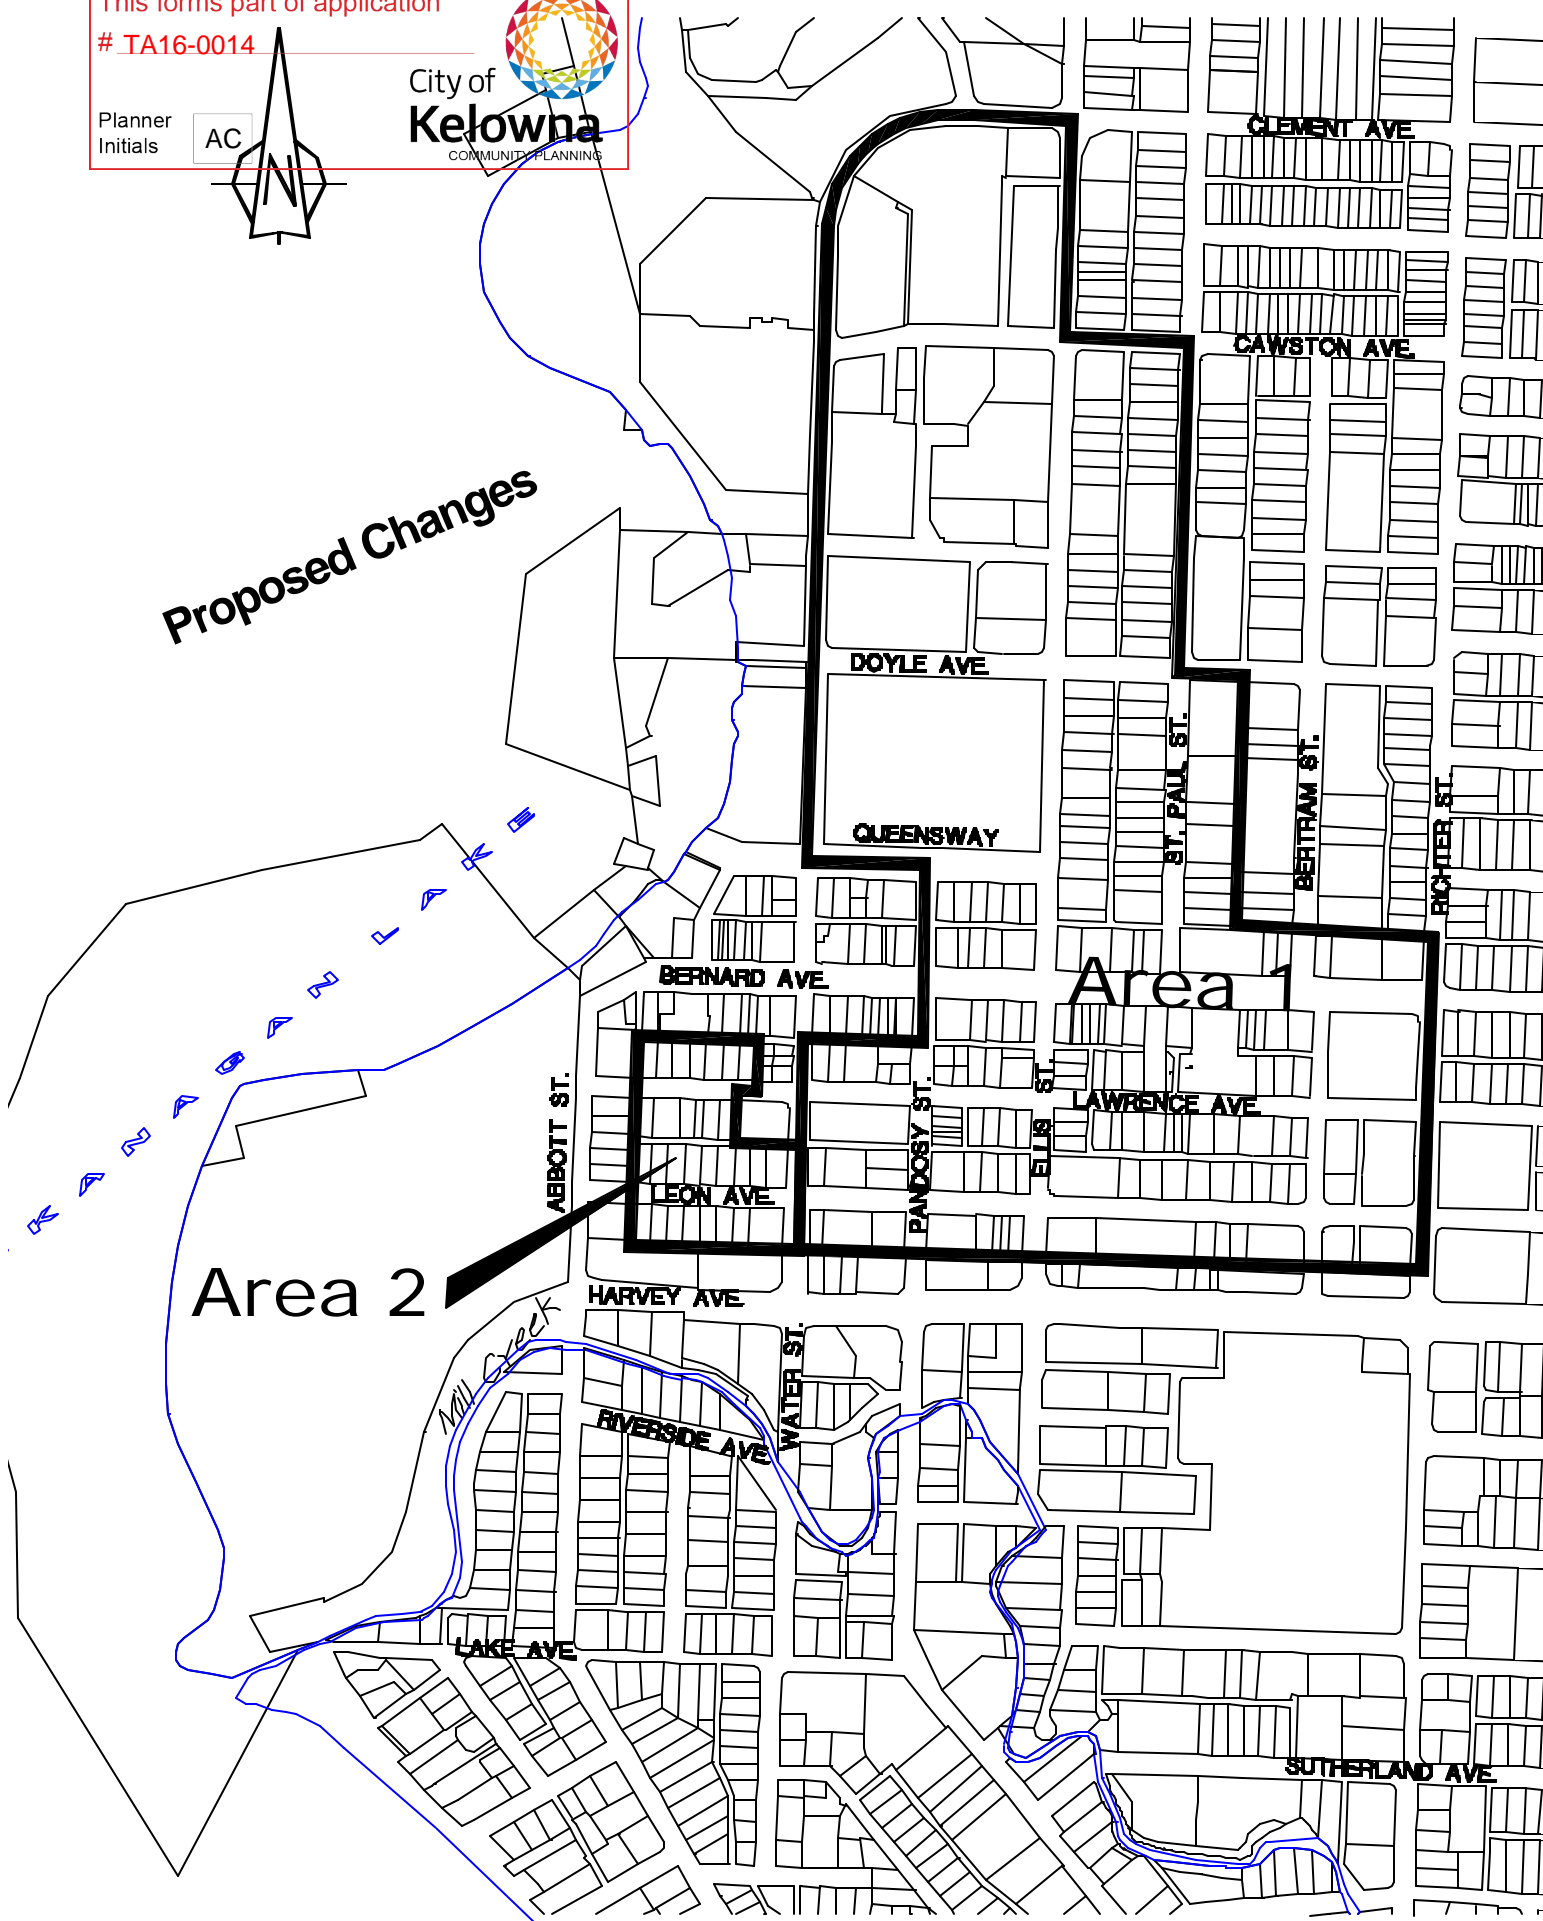 This forms part of application
# TA16-0014
City of
Kelowna
COMMUNITY PLANNING
Planner
Initials
AC
N
CLEMENT AVE.
CAWSTON AVE.
Proposed Changes
DOYLE AVE.
ST. PAUL ST.
BERTRAM ST.
RICHTER ST.
QUEENSWAY
OKANAGAN LAKE
BERNARD AVE.
Area 1
ABBOTT ST.
PANDOSY ST.
ELLIS ST.
LAWRENCE AVE.
LEON AVE.
Area 2
HARVEY AVE.
Mill Creek
WATER ST.
RIVERSIDE AVE.
LAKE AVE.
SUTHERLAND AVE.